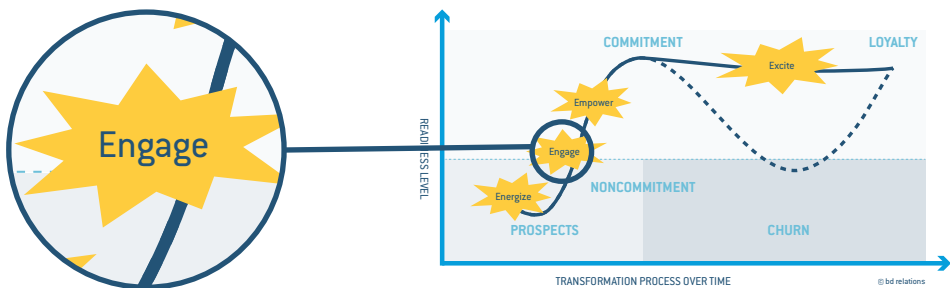 Engage
COMMITMENT
LOYALTY
Excite
Empower
READINESS LEVEL
Engage
NONCOMMITMENT
Energize
PROSPECTS
CHURN
TRANSFORMATION PROCESS OVER TIME
© bd relations